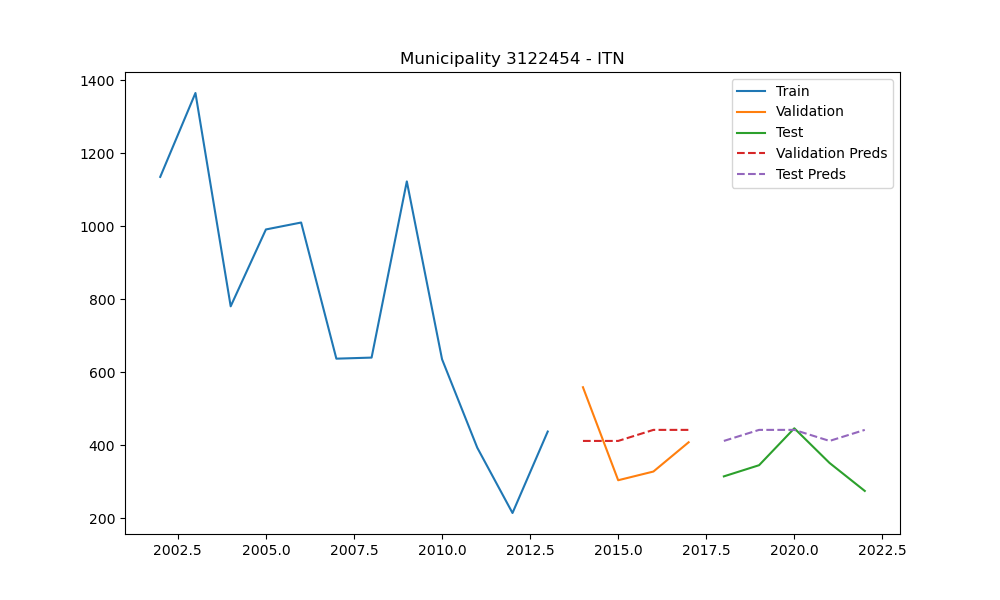 Municipality 3122454 - ITN
1400
1200
1000
800
600
400
200
2002.5 2005.0 2007.5 2010.0 2012.5 2015.0 2017.5 2020.0 2022.5
Train
Validation
Test
Validation Preds
Test Preds